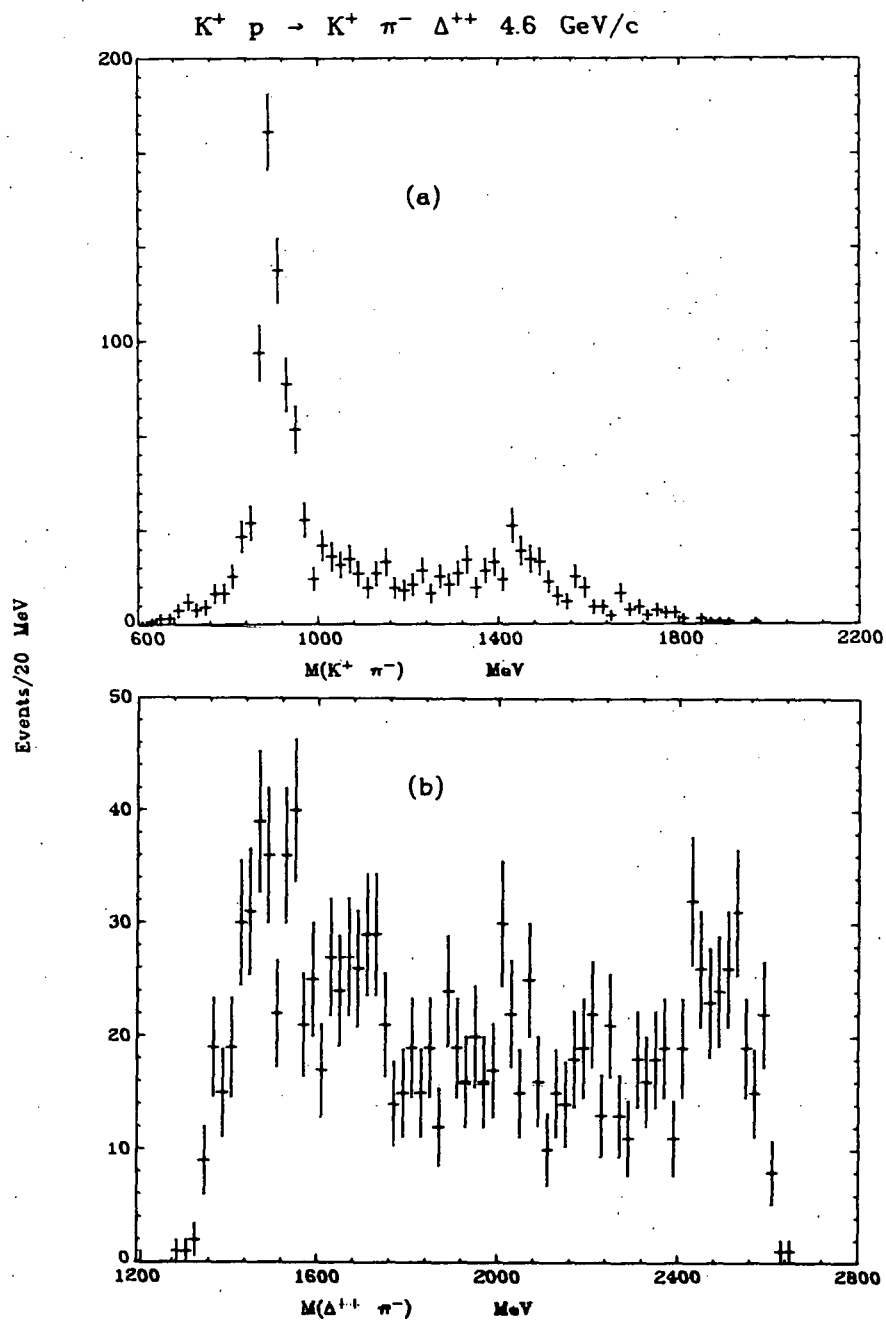 K⁺ p → K⁺ π⁻ Δ⁺⁺ 4.6 GeV/c
200
(a)
100
0
600 1000 1400 1800 2200
M(K⁺ π⁻) MeV
Events/20 MeV
50
(b)
40
30
20
10
0
1200 1600 2000 2400 2800
M(Δ⁺⁺ π⁻) MeV